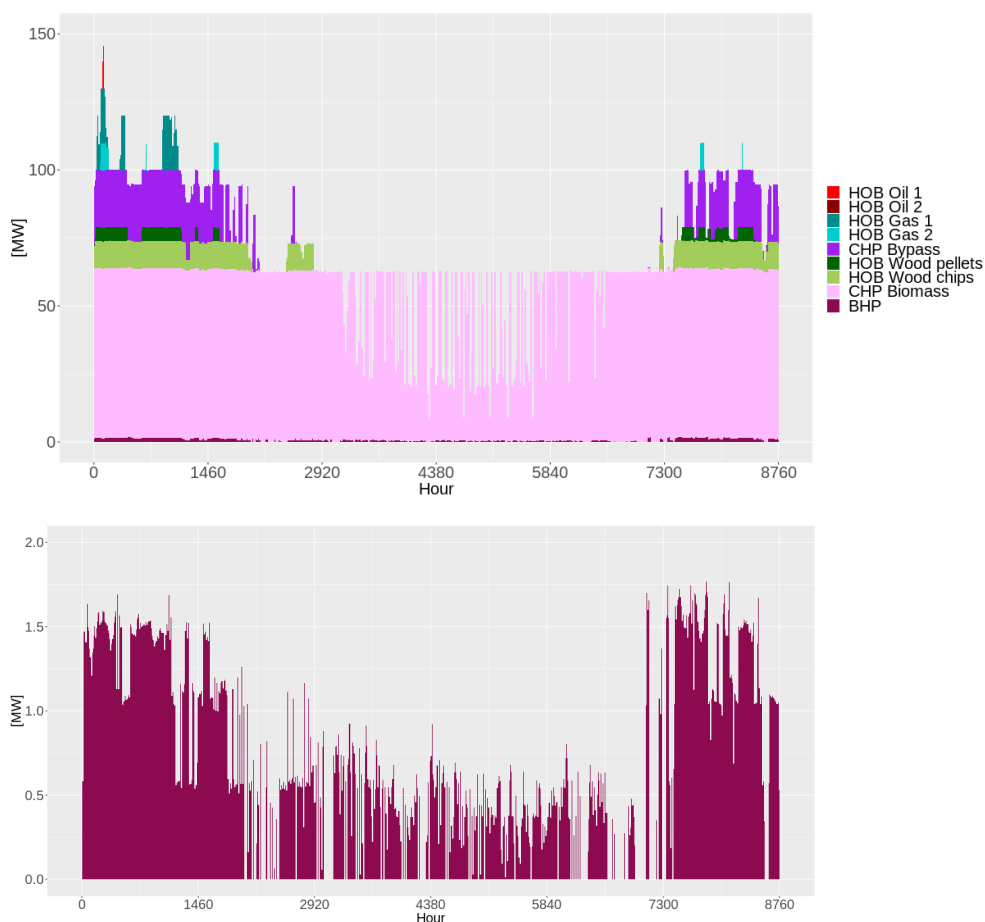 150
100
50
0
[MW]
0 1460 2920 4380 5840 7300 8760
Hour
HOB Oil 1
HOB Oil 2
HOB Gas 1
HOB Gas 2
CHP Bypass
HOB Wood pellets
HOB Wood chips
CHP Biomass
BHP
2.0
1.5
1.0
0.5
0.0
[MW]
0 1460 2920 4380 5840 7300 8760
Hour